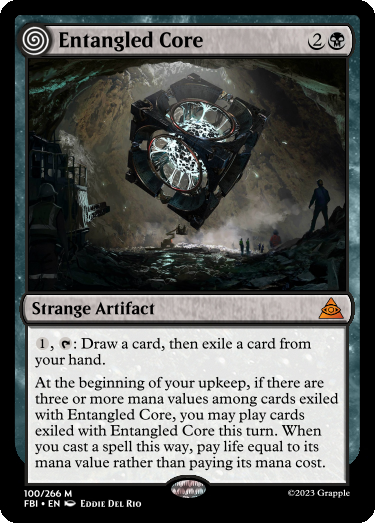 Entangled Core 2
Strange Artifact
1, : Draw a card, then exile a card from
your hand.
At the beginning of your upkeep, if there are
three or more mana values among cards exiled
with Entangled Core, you may play cards
exiled with Entangled Core this turn. When
you cast a spell this way, pay life equal to its
mana value rather than paying its mana cost.
100/266 M
FBI • EN Eddie Del Rio
©2023 Grapple